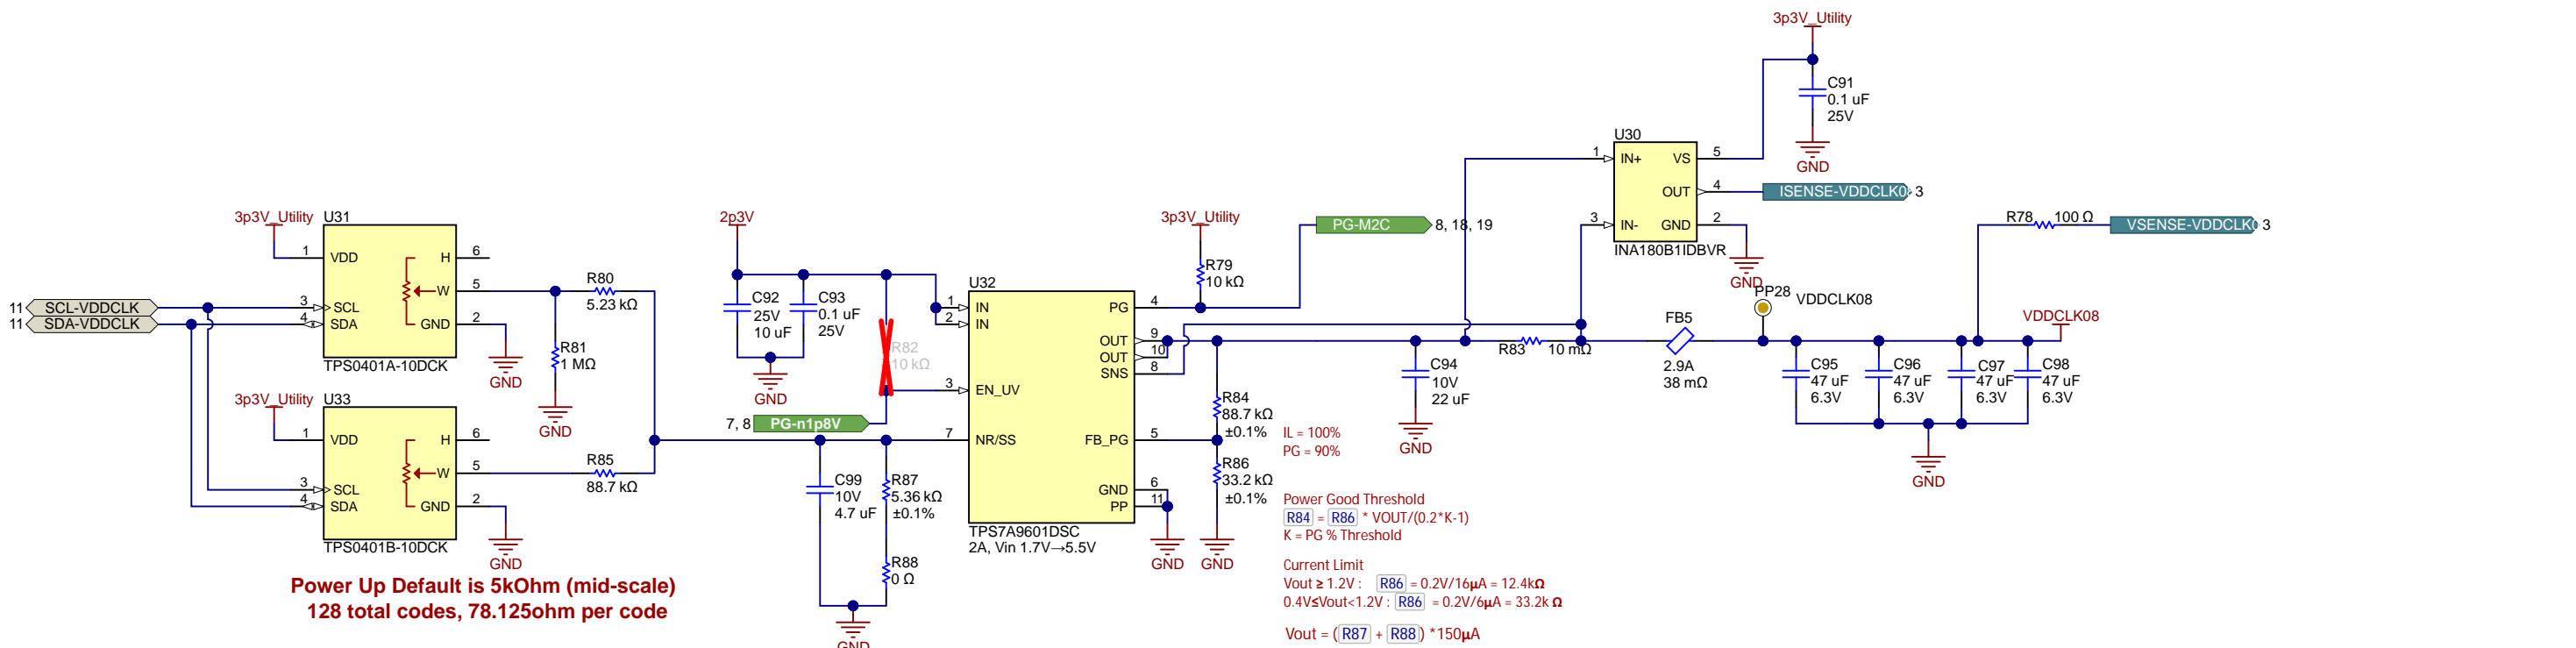 3p3V_Utility
C91
0.1 uF
25V
GND
U30
1 IN+ VS 5
OUT 4
3 IN- GND 2
INA180B1IDBVR
GND
ISENSE-VDDCLK0 3
R78 100 Ω
VSENSE-VDDCLK 3
3p3V_Utility
U31
1 VDD H 6
W 5
3 SCL
4 SDA GND 2
TPS0401A-10DCK
GND
11 SCL-VDDCLK
11 SDA-VDDCLK
R80
5.23 kΩ
R81
1 MΩ
GND
3p3V_Utility
U33
1 VDD H 6
W 5
3 SCL
4 SDA GND 2
TPS0401B-10DCK
GND
R85
88.7 kΩ
Power Up Default is 5kOhm (mid-scale)
128 total codes, 78.125ohm per code
2p3V
C92
25V
10 uF
C93
0.1 uF
25V
GND
R82
10 kΩ
7, 8 PG-n1p8V
C99
10V
4.7 uF
R87
5.36 kΩ
±0.1%
R88
0 Ω
GND
U32
1 IN PG 4
2 IN
OUT 9
OUT 10
SNS 8
3 EN_UV
7 NR/SS FB_PG 5
GND 6
PP 11
TPS7A9601DSC
2A, Vin 1.7V→5.5V
GND
3p3V_Utility
R79
10 kΩ
PG-M2C 8, 18, 19
R84
88.7 kΩ
±0.1%
R86
33.2 kΩ
±0.1%
GND
IL = 100%
PG = 90%
C94
10V
22 uF
GND
R83 10 mΩ
FB5
2.9A
38 mΩ
PP28 VDDCLK08
VDDCLK08
C95
47 uF
6.3V
C96
47 uF
6.3V
C97
47 uF
6.3V
C98
47 uF
6.3V
GND
Power Good Threshold
R84 = R86 * VOUT/(0.2*K-1)
K = PG % Threshold
Current Limit
Vout ≥ 1.2V : R86 = 0.2V/16µA = 12.4kΩ
0.4V≤Vout<1.2V : R86 = 0.2V/6µA = 33.2k Ω
Vout = (R87 + R88) *150µA